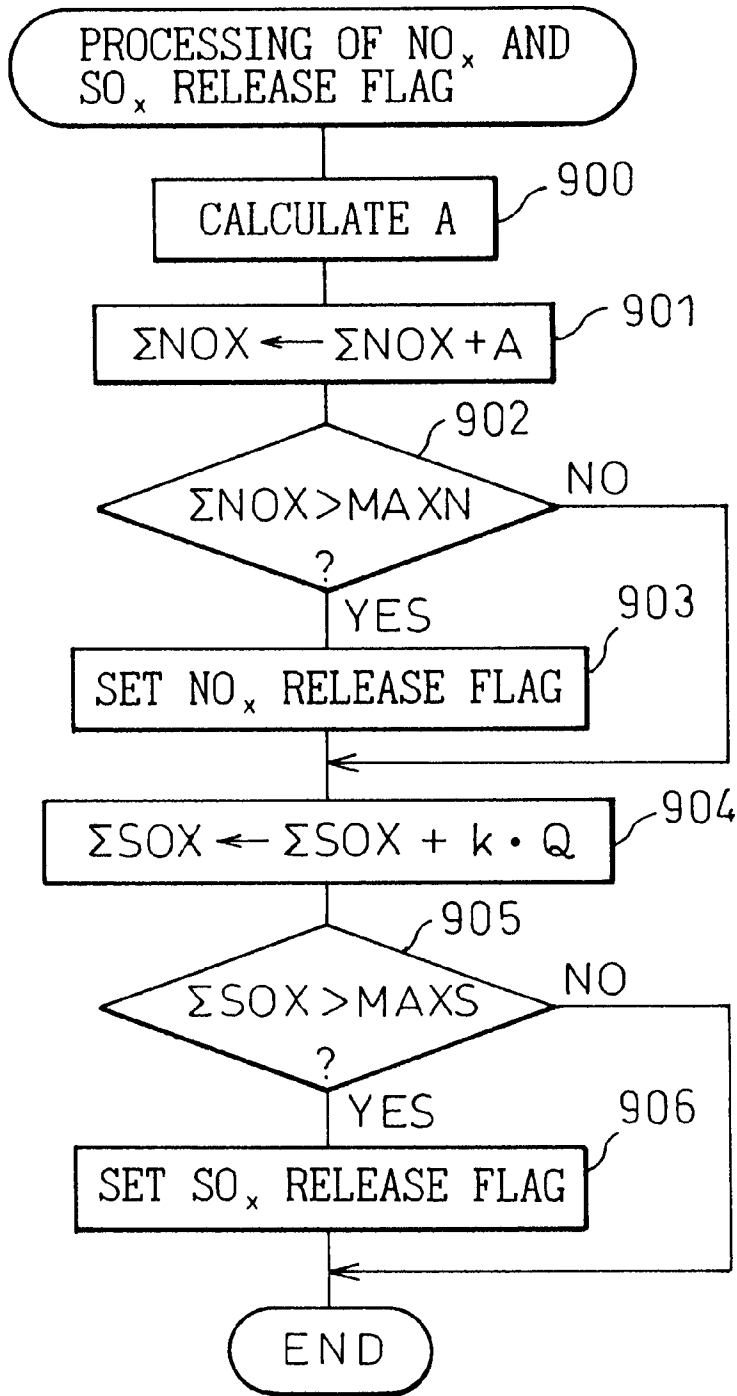 PROCESSING OF NOₓ AND
SOₓ RELEASE FLAG
900
CALCULATE A
901
ΣNOX ← ΣNOX+A
902
ΣNOX>MAXN
?
NO
YES
903
SET NOₓ RELEASE FLAG
904
ΣSOX ← ΣSOX + k・Q
905
ΣSOX>MAXS
?
NO
YES
906
SET SOₓ RELEASE FLAG
END